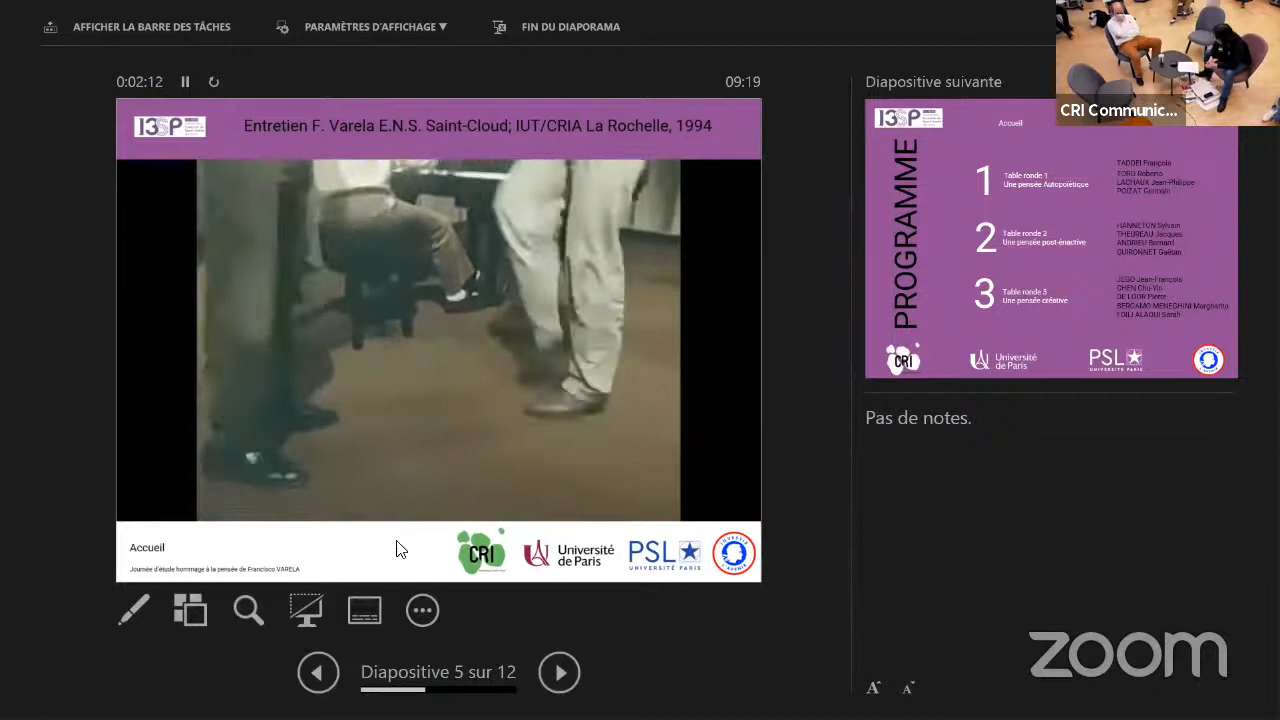 AFFICHER LA BARRE DES TÂCHES
PARAMÈTRES D'AFFICHAGE ▼
FIN DU DIAPORAMA
0:02:12
09:19
I3SP
Entretien F. Varela E.N.S. Saint-Cloud; IUT/CRIA La Rochelle, 1994
Accueil
Journée d'étude hommage à la pensée de Francisco VARELA
CRI
Université
de Paris
PSL
UNIVERSITÉ PARIS
Diapositive 5 sur 12
Diapositive suivante
CRI Communic...
I3SP
Accueil
PROGRAMME
1
Table ronde 1
Une pensée Autopoïetique
TADDEI François
TORO Roberto
LACHAUX Jean-Philippe
POIZAT Germain
2
Table ronde 2
Une pensée post-énactive
HANNETON Sylvain
THEUREAU Jacques
ANDRIEU Bernard
GUIRONNET Gaëtan
3
Table ronde 3
Une pensée créative
JEGO Jean-François
CHEN Chu-Yin
DE LOOR Pierre
BERGAMO MENEGHINI Margherita
FDILI ALAOUI Sarah
CRI
Université
de Paris
PSL
UNIVERSITÉ PARIS
Pas de notes.
A A
zoom